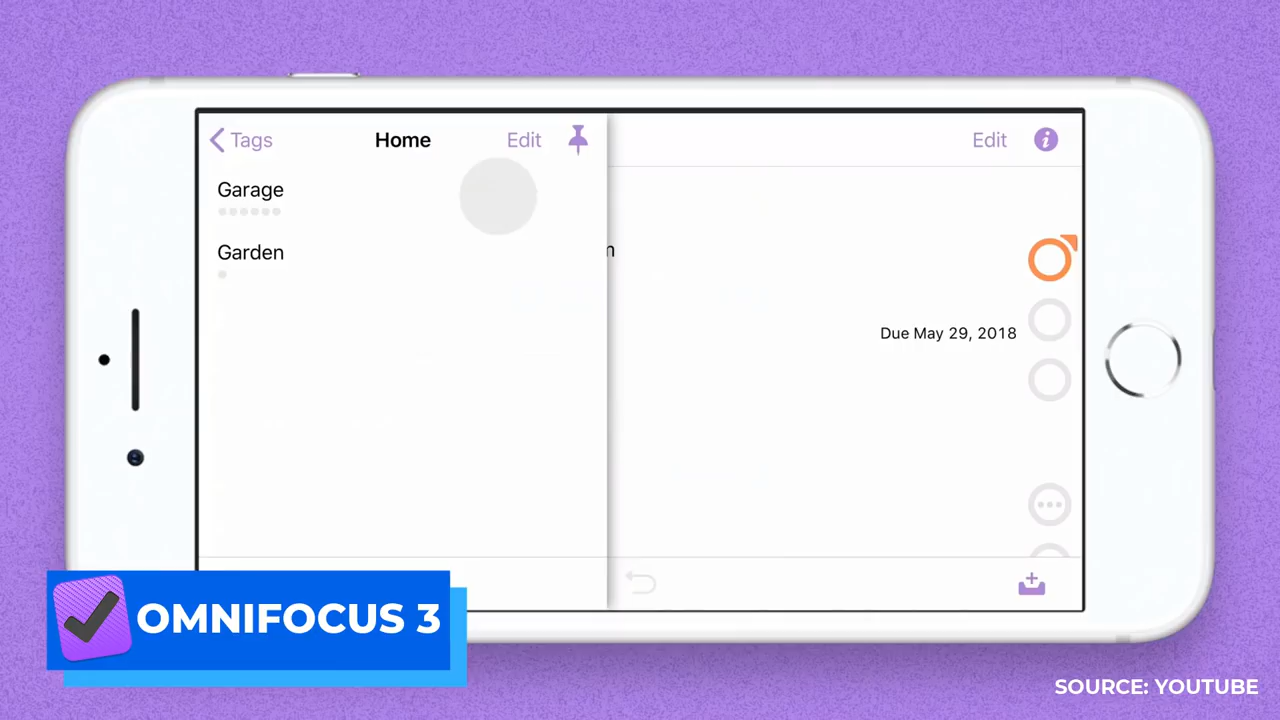 Tags
Home
Edit
Edit
Garage
Garden
Due May 29, 2018
OMNIFOCUS 3
SOURCE: YOUTUBE